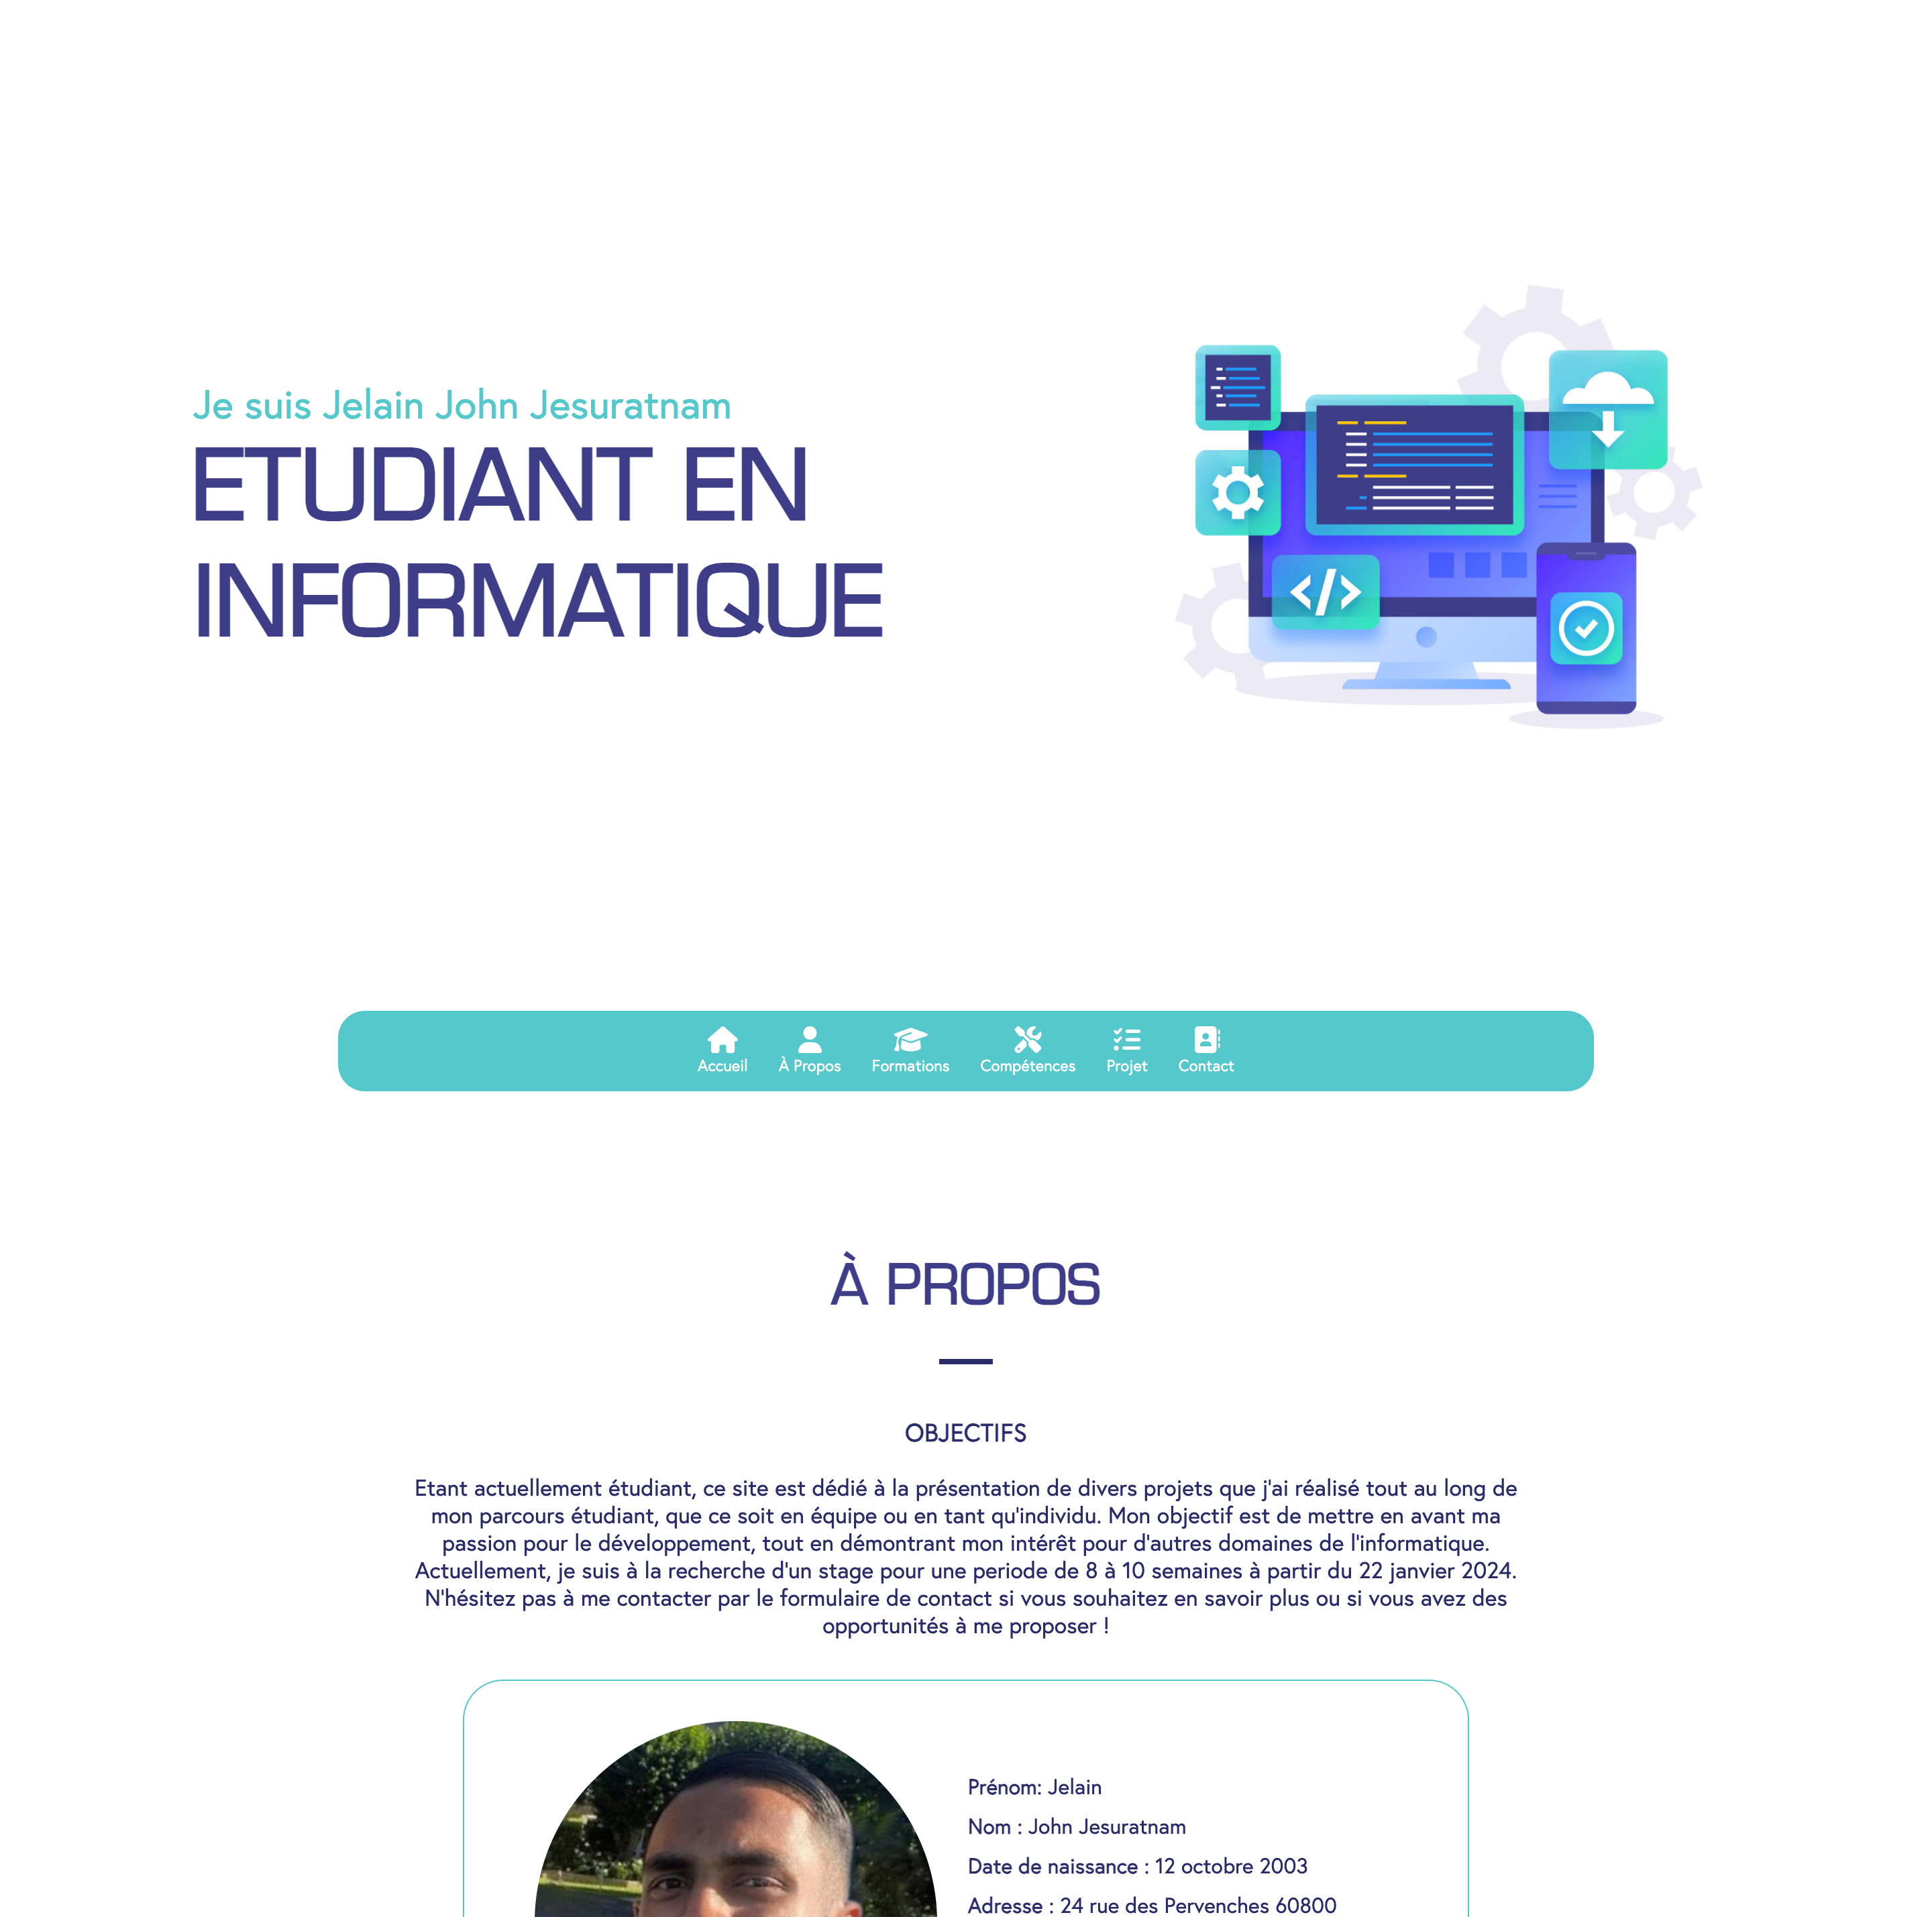 Je suis Jelain John Jesuratnam
ETUDIANT EN
INFORMATIQUE
Accueil
À Propos
Formations
Compétences
Projet
Contact
À PROPOS
OBJECTIFS
Etant actuellement étudiant, ce site est dédié à la présentation de divers projets que j'ai réalisé tout au long de
mon parcours étudiant, que ce soit en équipe ou en tant qu'individu. Mon objectif est de mettre en avant ma
passion pour le développement, tout en démontrant mon intérêt pour d'autres domaines de l'informatique.
Actuellement, je suis à la recherche d'un stage pour une periode de 8 à 10 semaines à partir du 22 janvier 2024.
N'hésitez pas à me contacter par le formulaire de contact si vous souhaitez en savoir plus ou si vous avez des
opportunités à me proposer !
Prénom: Jelain
Nom : John Jesuratnam
Date de naissance : 12 octobre 2003
Adresse : 24 rue des Pervenches 60800